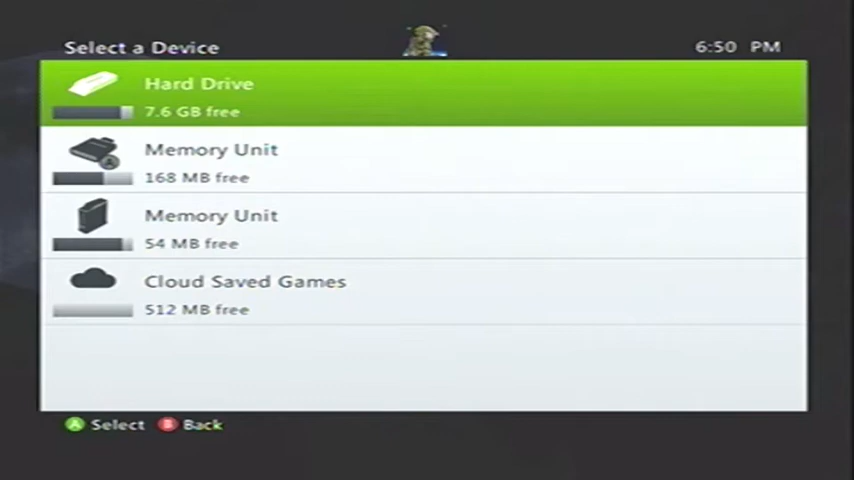 Select a Device
6:50 PM
Hard Drive
7.6 GB free
Memory Unit
168 MB free
Memory Unit
54 MB free
Cloud Saved Games
512 MB free
A Select B Back